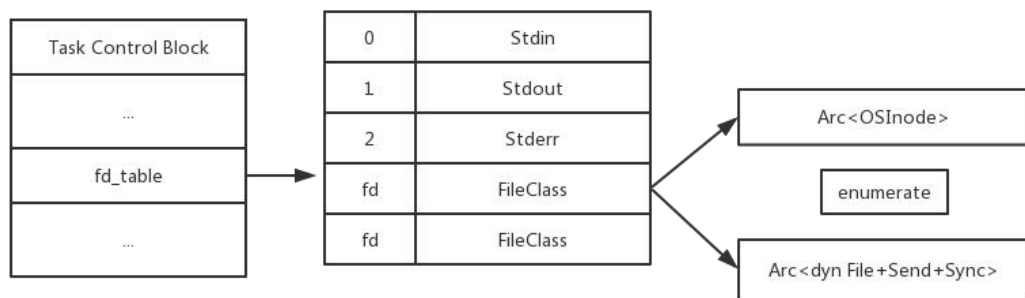 Task Control Block
...
fd_table
...
0 Stdin
1 Stdout
2 Stderr
fd FileClass
fd FileClass
Arc<OSInode>
enumerate
Arc<dyn File+Send+Sync>